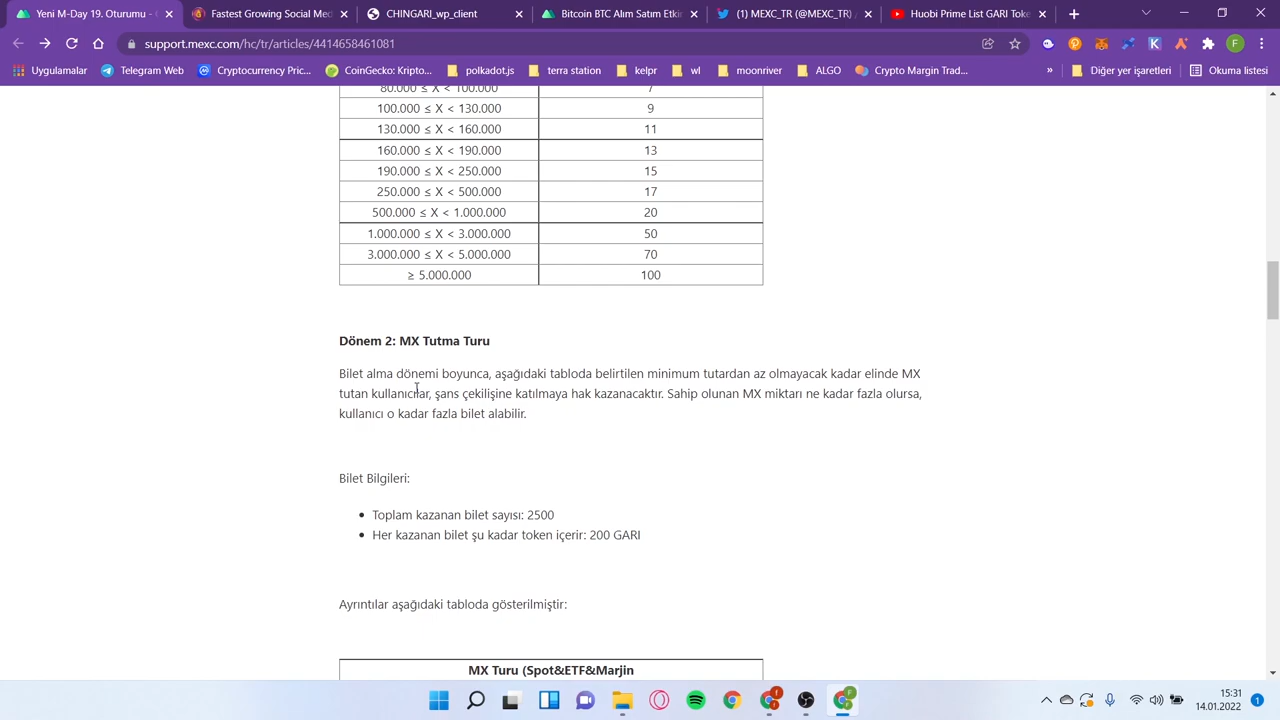 Yeni M-Day 19. Oturumu - G
Fastest Growing Social Med
CHINGARI_wp_client
Bitcoin BTC Alım Satım Etkin
(1) MEXC_TR (@MEXC_TR) /
Huobi Prime List GARI Toke
support.mexc.com/hc/tr/articles/4414658461081
Uygulamalar
Telegram Web
Cryptocurrency Pric...
CoinGecko: Kripto...
polkadot.js
terra station
kelpr
wl
moonriver
ALGO
Crypto Margin Trad...
»
Diğer yer işaretleri
Okuma listesi
80.000 ≤ X < 100.000 7
100.000 ≤ X < 130.000 9
130.000 ≤ X < 160.000 11
160.000 ≤ X < 190.000 13
190.000 ≤ X < 250.000 15
250.000 ≤ X < 500.000 17
500.000 ≤ X < 1.000.000 20
1.000.000 ≤ X < 3.000.000 50
3.000.000 ≤ X < 5.000.000 70
≥ 5.000.000 100
Dönem 2: MX Tutma Turu
Bilet alma dönemi boyunca, aşağıdaki tabloda belirtilen minimum tutardan az olmayacak kadar elinde MX
tutan kullanıcılar, şans çekilişine katılmaya hak kazanacaktır. Sahip olunan MX miktarı ne kadar fazla olursa,
kullanıcı o kadar fazla bilet alabilir.
Bilet Bilgileri:
• Toplam kazanan bilet sayısı: 2500
• Her kazanan bilet şu kadar token içerir: 200 GARI
Ayrıntılar aşağıdaki tabloda gösterilmiştir:
MX Turu (Spot&ETF&Marjin
15:31
14.01.2022